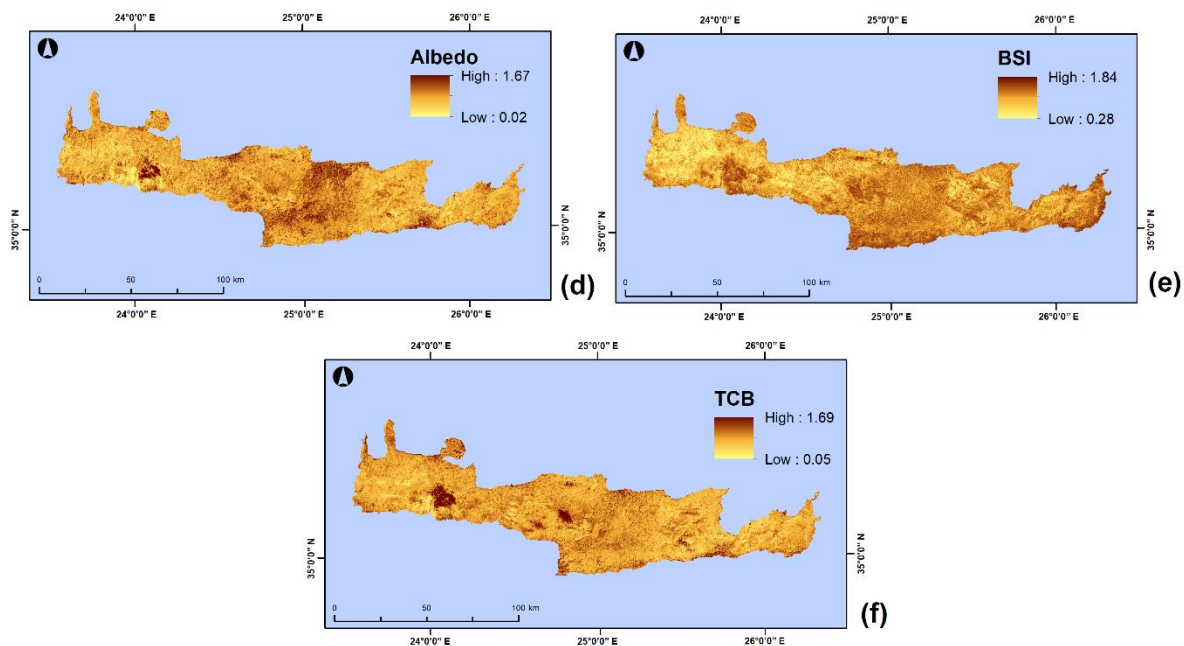 24°0'0" E 25°0'0" E 26°0'0" E
Albedo
High : 1.67
Low : 0.02
35°0'0" N 35°0'0" N
0 50 100 km
24°0'0" E 25°0'0" E 26°0'0" E
(d)
24°0'0" E 25°0'0" E 26°0'0" E
BSI
High : 1.84
Low : 0.28
35°0'0" N 35°0'0" N
0 50 100 km
24°0'0" E 25°0'0" E 26°0'0" E
(e)
24°0'0" E 25°0'0" E 26°0'0" E
TCB
High : 1.69
Low : 0.05
35°0'0" N 35°0'0" N
0 50 100 km
24°0'0" E 25°0'0" E 26°0'0" E
(f)